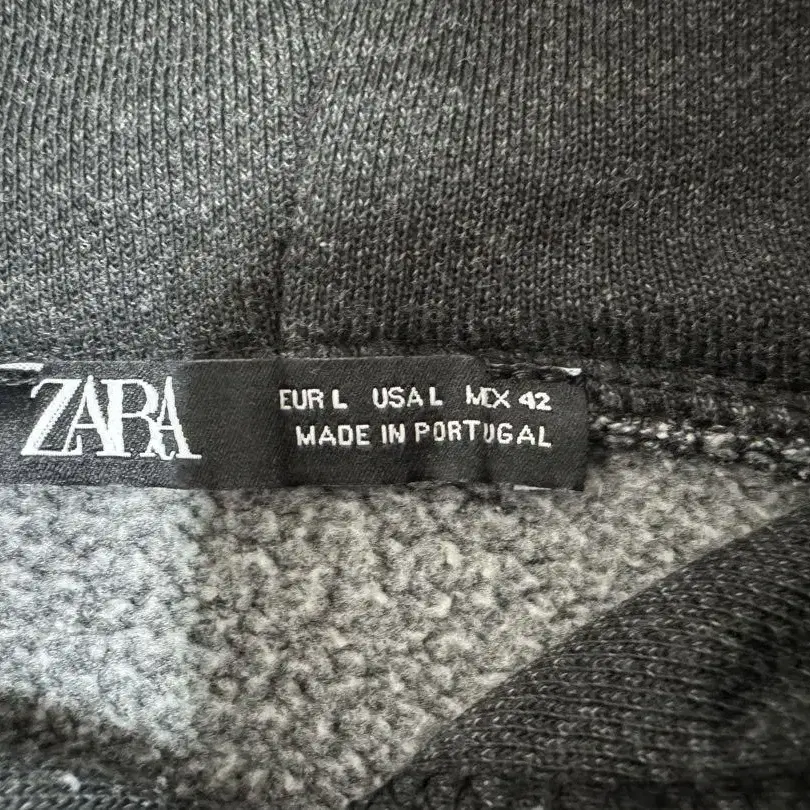 ZARA
EUR L USA L MEX 42
MADE IN PORTUGAL